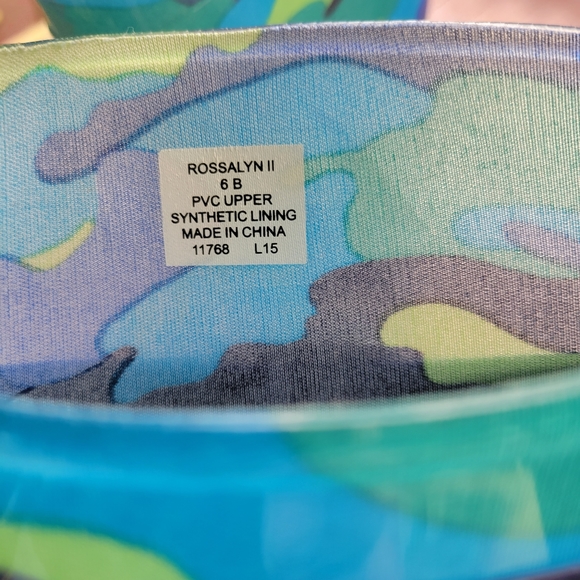 ROSSALYN II
6 B
PVC UPPER
SYNTHETIC LINING
MADE IN CHINA
11768 L15